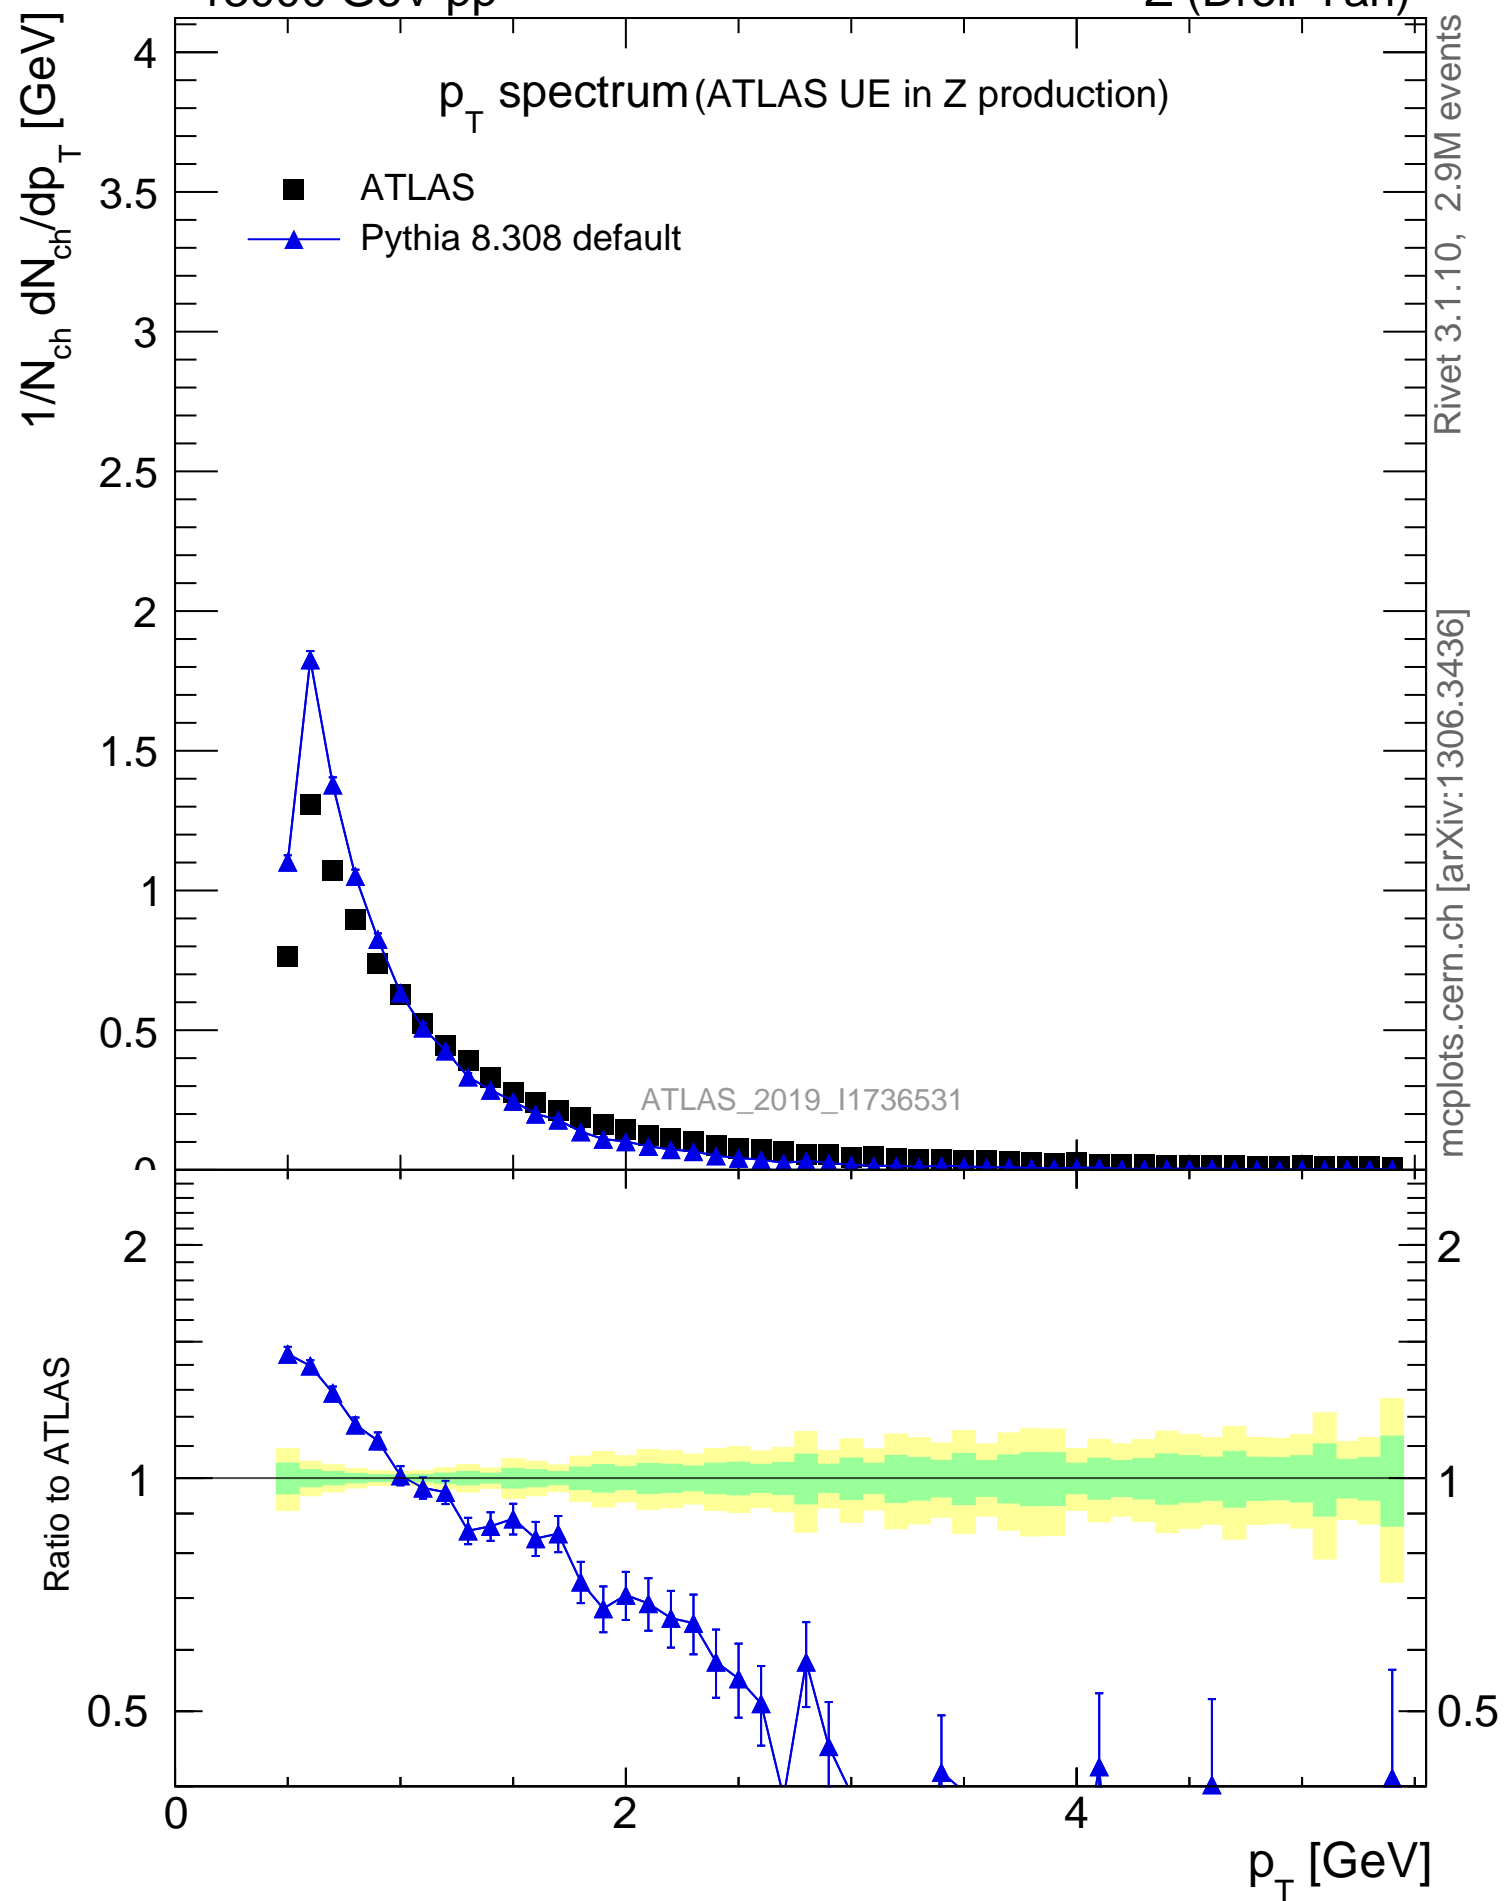 1/N_ch dN_ch/dp_T [GeV]
p_T spectrum (ATLAS UE in Z production)
ATLAS
Pythia 8.308 default
4
3.5
3
2.5
2
1.5
1
0.5
0
ATLAS_2019_I1736531
Rivet 3.1.10, 2.9M events
mcplots.cern.ch [arXiv:1306.3436]
Ratio to ATLAS
2 2
1 1
0.5 0.5
0 2 4
p_T [GeV]